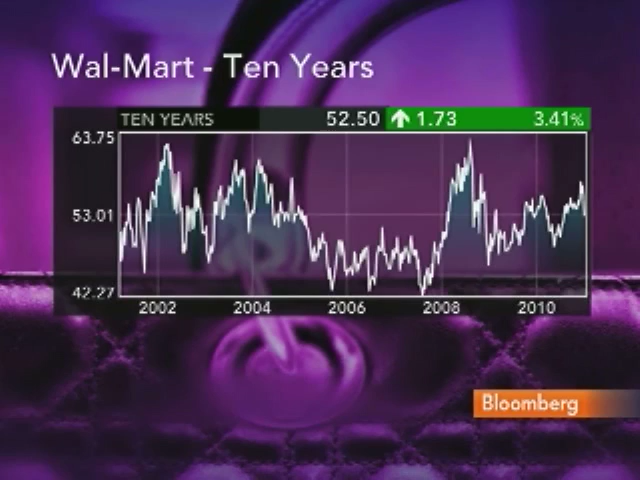 Wal-Mart - Ten Years
TEN YEARS 52.50 1.73 3.41%
63.75
53.01
42.27
2002 2004 2006 2008 2010
Bloomberg